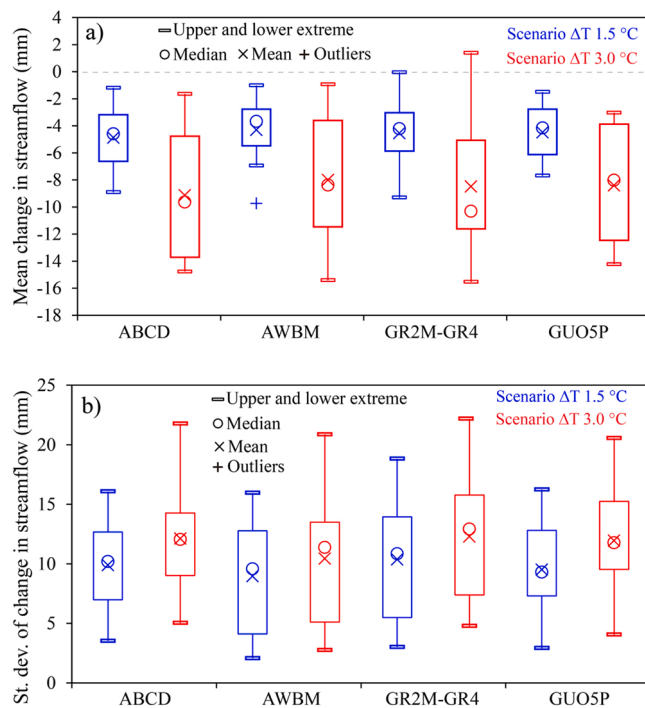 a)
Upper and lower extreme
Median
Mean
Outliers
Scenario ΔT 1.5 °C
Scenario ΔT 3.0 °C
Mean change in streamflow (mm)
4
2
0
-2
-4
-6
-8
-10
-12
-14
-16
-18
ABCD
AWBM
GR2M-GR4
GUO5P
b)
Upper and lower extreme
Median
Mean
Outliers
Scenario ΔT 1.5 °C
Scenario ΔT 3.0 °C
St. dev. of change in streamflow (mm)
25
20
15
10
5
0
ABCD
AWBM
GR2M-GR4
GUO5P